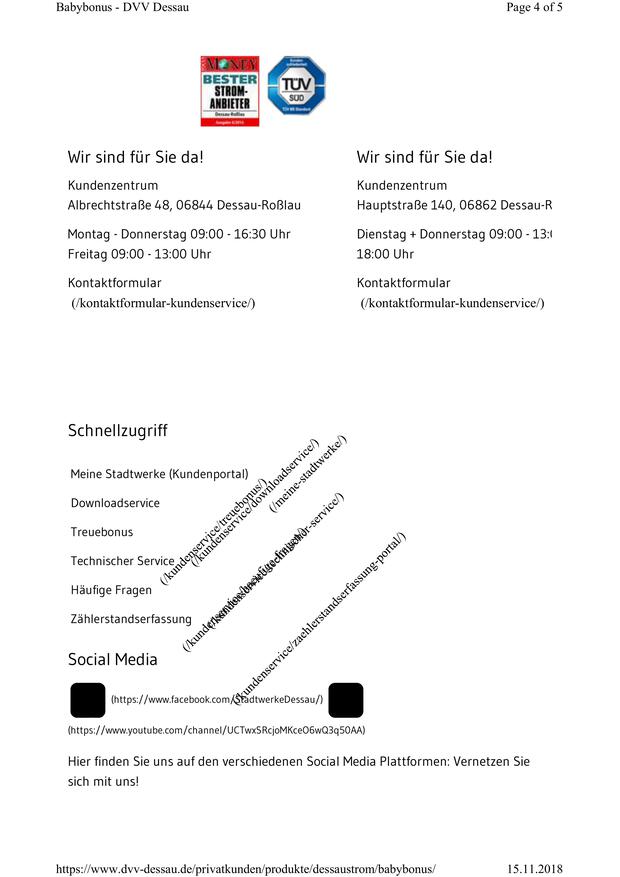 Babybonus - DVV Dessau Page 4 of 5
MONEY
BESTER
STROM-
ANBIETER
Dessau-Roßlau
TÜV
SÜD
Wir sind für Sie da!
Kundenzentrum
Albrechtstraße 48, 06844 Dessau-Roßlau
Montag - Donnerstag 09:00 - 16:30 Uhr
Freitag 09:00 - 13:00 Uhr
Kontaktformular
(/kontaktformular-kundenservice/)
Wir sind für Sie da!
Kundenzentrum
Hauptstraße 140, 06862 Dessau-R
Dienstag + Donnerstag 09:00 - 13:0
18:00 Uhr
Kontaktformular
(/kontaktformular-kundenservice/)
Schnellzugriff
Meine Stadtwerke (Kundenportal)
(/meine-stadtwerke/)
Downloadservice
(/kundenservice/downloadservice/)
Treuebonus
(/kundenservice/treuebonus/)
Technischer Service
Häufige Fragen
Zählerstandserfassung
(/kundenservice/zaehlerstandserfassung-portal/)
Social Media
(https://www.facebook.com/StadtwerkeDessau/)
(https://www.youtube.com/channel/UCTwxSRcjoMKceO6wQ3q50AA)
Hier finden Sie uns auf den verschiedenen Social Media Plattformen: Vernetzen Sie
sich mit uns!
https://www.dvv-dessau.de/privatkunden/produkte/dessaustrom/babybonus/ 15.11.2018